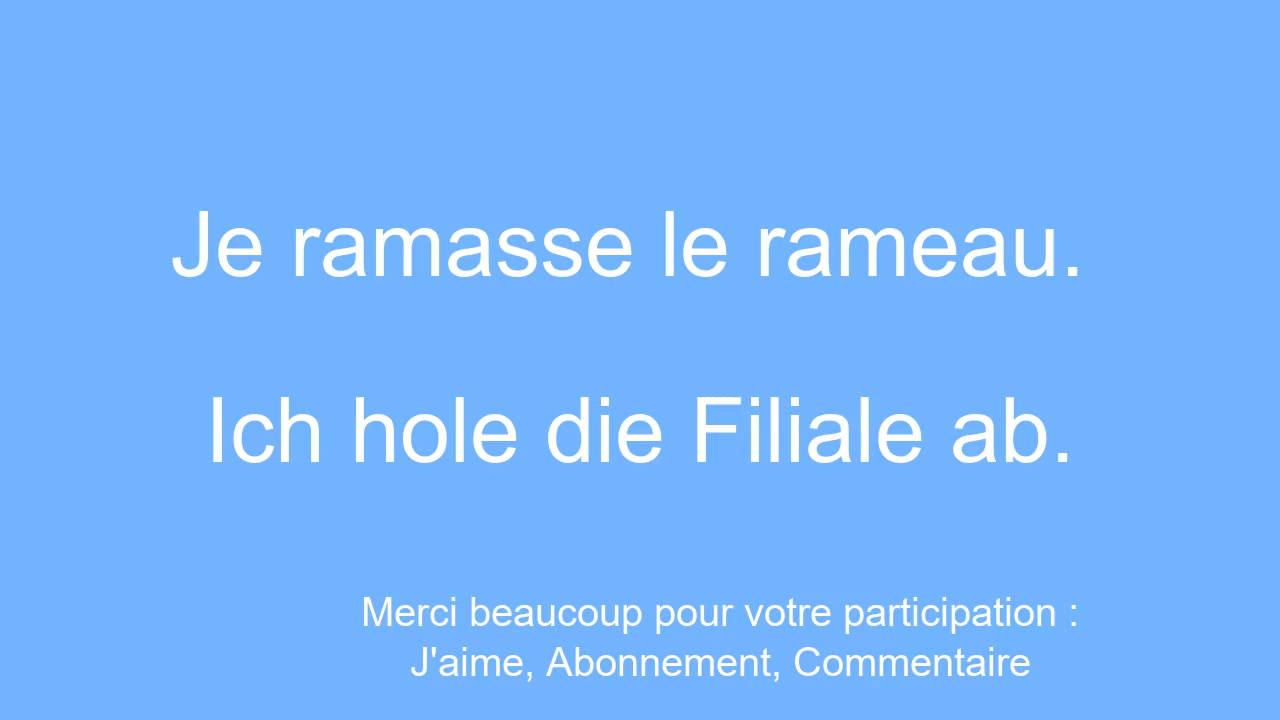 Je ramasse le rameau.
Ich hole die Filiale ab.
Merci beaucoup pour votre participation :
J'aime, Abonnement, Commentaire